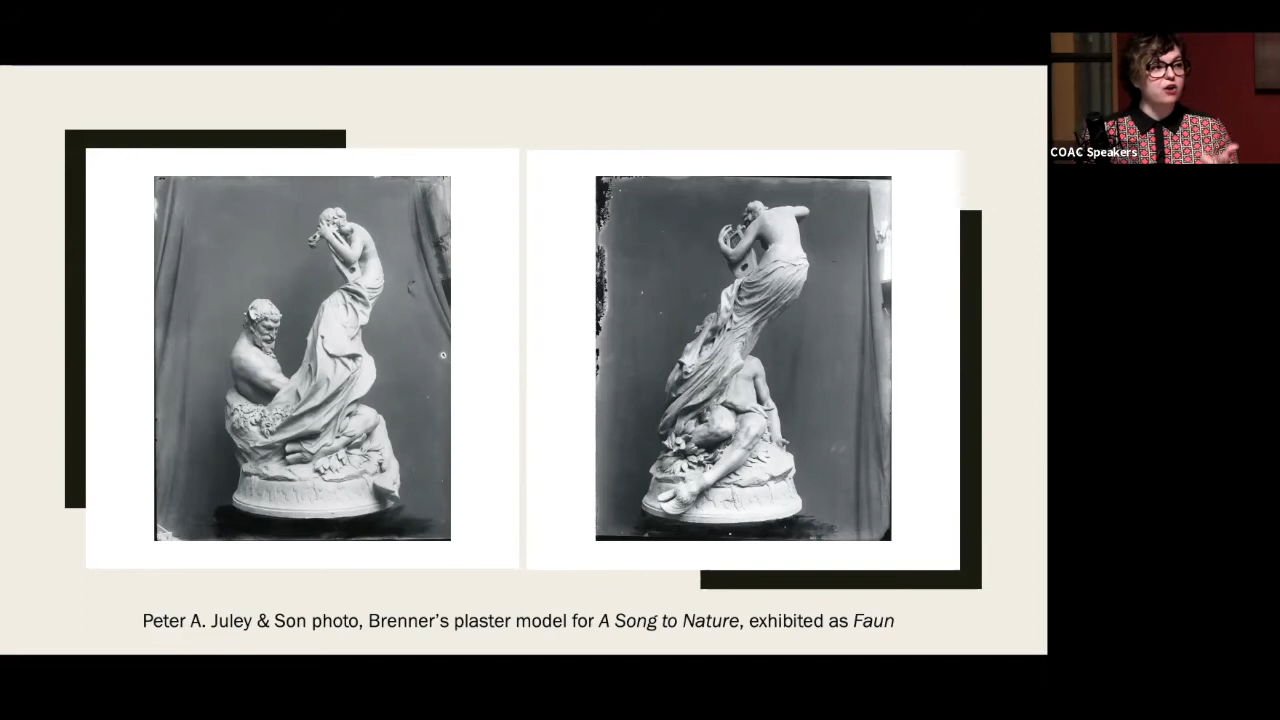 COAC Speakers
Peter A. Juley & Son photo, Brenner’s plaster model for A Song to Nature, exhibited as Faun